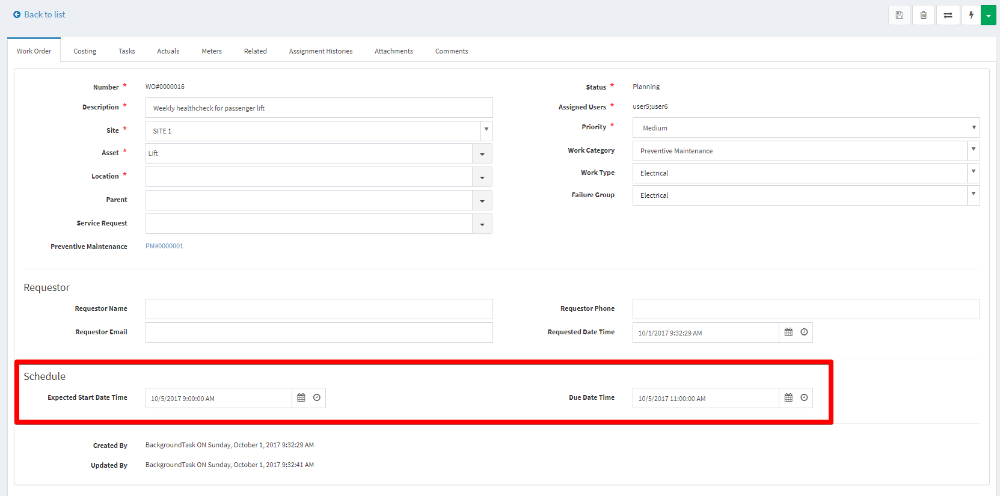 Back to list
Work Order Costing Tasks Actuals Meters Related Assignment Histories Attachments Comments
Number * WO#0000016
Description * Weekly healthcheck for passenger lift
Site * SITE 1
Asset * Lift
Location *
Parent
Service Request
Preventive Maintenance PM#0000001
Status * Planning
Assigned Users * user5;user6
Priority * Medium
Work Category Preventive Maintenance
Work Type Electrical
Failure Group Electrical
Requestor
Requestor Name
Requestor Phone
Requestor Email
Requested Date Time 10/1/2017 9:32:29 AM
Schedule
Expected Start Date Time 10/5/2017 9:00:00 AM
Due Date Time 10/5/2017 11:00:00 AM
Created By BackgroundTask ON Sunday, October 1, 2017 9:32:29 AM
Updated By BackgroundTask ON Sunday, October 1, 2017 9:32:41 AM